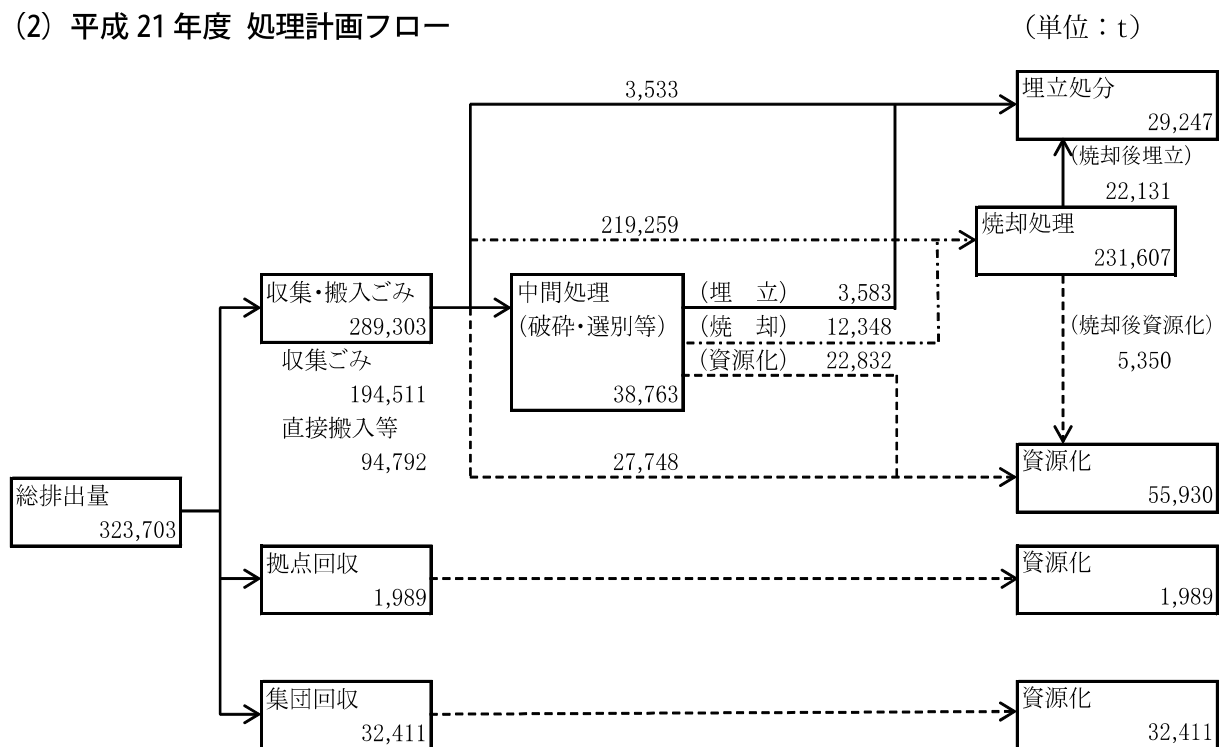 (2) 平成 21 年度 処理計画フロー
（単位：t）
3,533
埋立処分
29,247
(焼却後埋立)
22,131
219,259
焼却処理
231,607
収集・搬入ごみ
289,303
収集ごみ
194,511
直接搬入等
94,792
中間処理
(破砕・選別等)
38,763
(埋　立) 3,583
(焼　却) 12,348
(資源化) 22,832
(焼却後資源化)
5,350
27,748
資源化
55,930
総排出量
323,703
拠点回収
1,989
資源化
1,989
集団回収
32,411
資源化
32,411